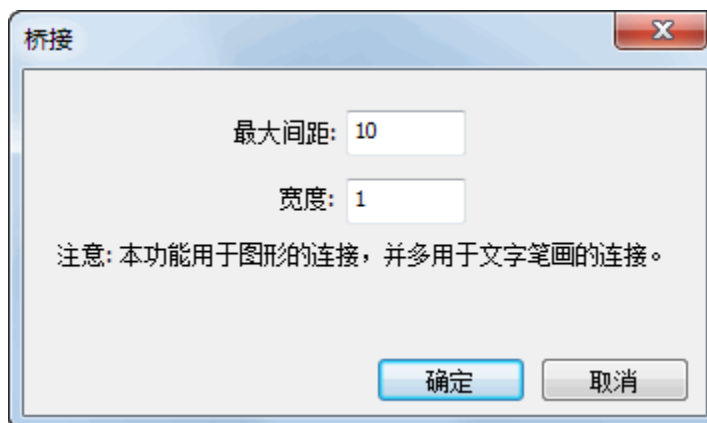 桥接
最大间距: 10
宽度: 1
注意: 本功能用于图形的连接，并多用于文字笔画的连接。
确定 取消